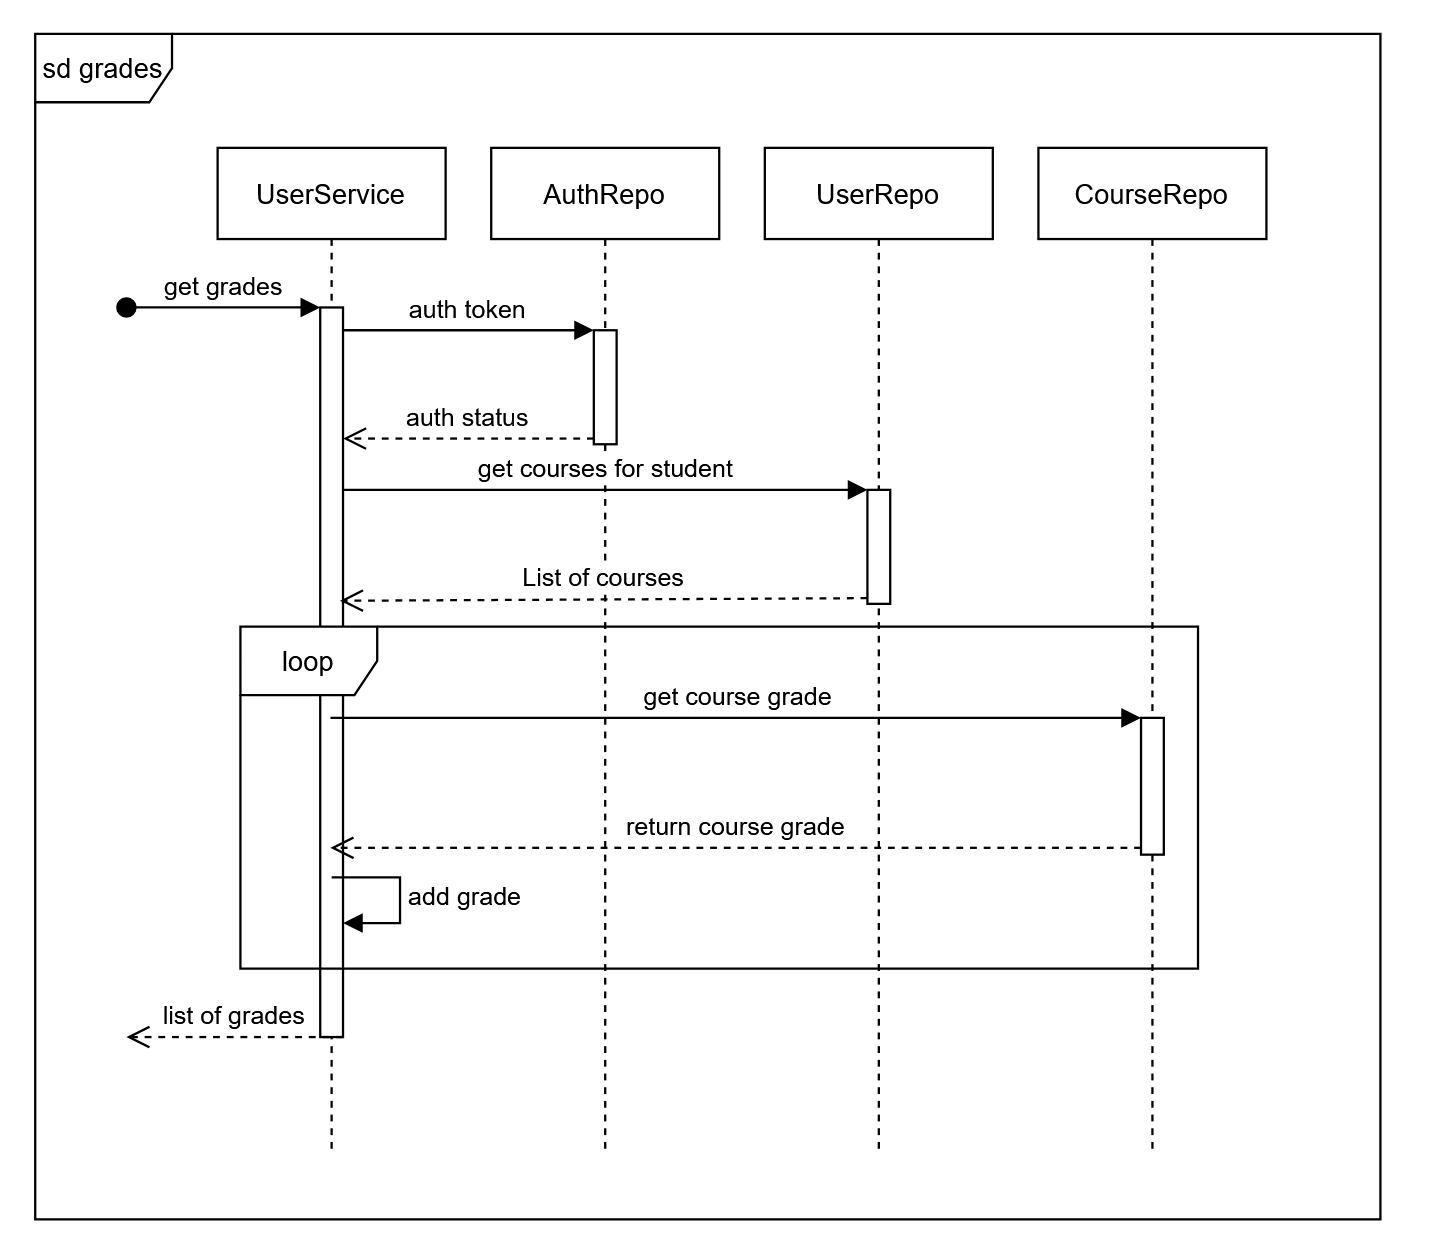 sd grades
UserService
AuthRepo
UserRepo
CourseRepo
get grades
auth token
auth status
get courses for student
List of courses
loop
get course grade
return course grade
add grade
list of grades